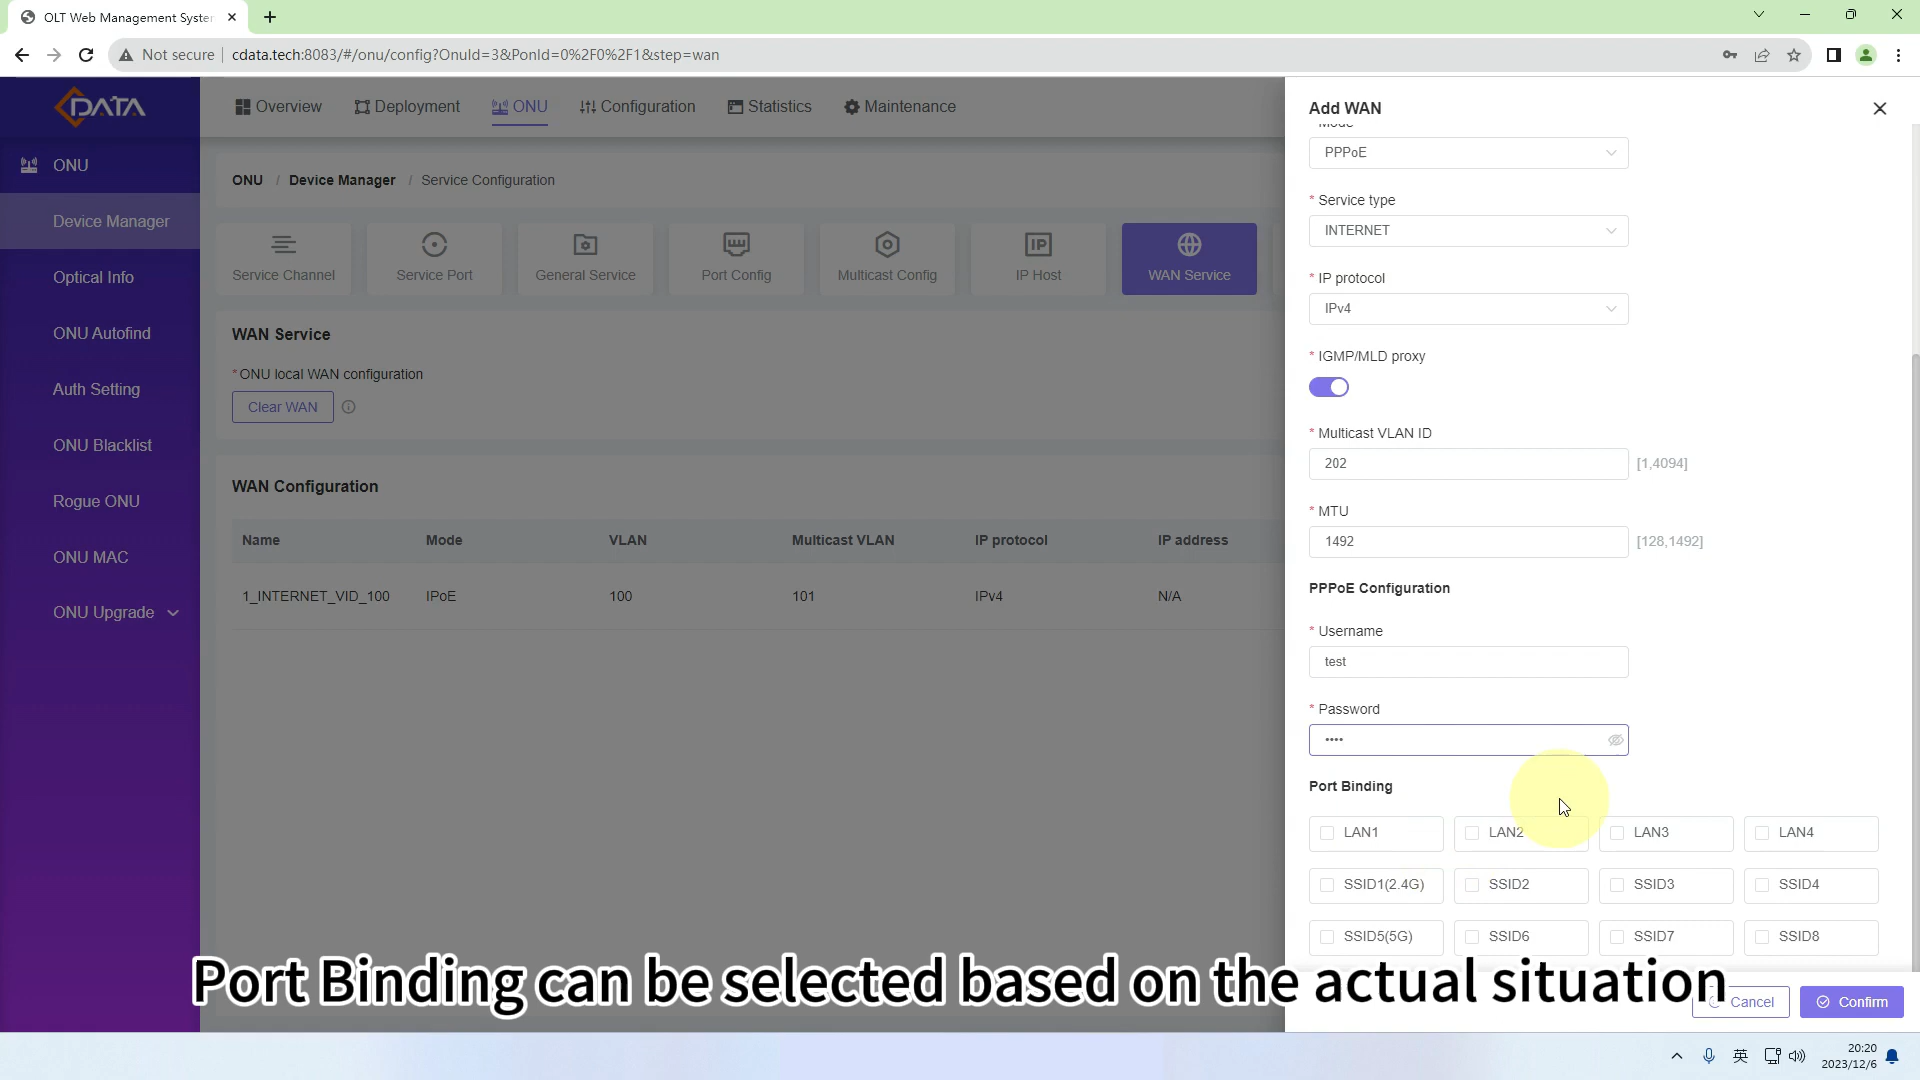 OLT Web Management System
Not secure
cdata.tech:8083/#/onu/config?OnuId=3&PonId=0%2F0%2F1&step=wan
DATA
Overview
Deployment
ONU
Configuration
Statistics
Maintenance
ONU
Device Manager
Optical Info
ONU Autofind
Auth Setting
ONU Blacklist
Rogue ONU
ONU MAC
ONU Upgrade
ONU / Device Manager / Service Configuration
Service Channel
Service Port
General Service
Port Config
Multicast Config
IP
IP Host
WAN Service
WAN Service
* ONU local WAN configuration
Clear WAN
WAN Configuration
Name Mode VLAN Multicast VLAN IP protocol IP address
1_INTERNET_VID_100 IPoE 100 101 IPv4 N/A
Add WAN
Mode
PPPoE
* Service type
INTERNET
* IP protocol
IPv4
* IGMP/MLD proxy
* Multicast VLAN ID
202 [1,4094]
* MTU
1492 [128,1492]
PPPoE Configuration
* Username
test
* Password
••••
Port Binding
LAN1 LAN2 LAN3 LAN4
SSID1(2.4G) SSID2 SSID3 SSID4
SSID5(5G) SSID6 SSID7 SSID8
Port Binding can be selected based on the actual situation
Cancel
Confirm
英
20:20
2023/12/6